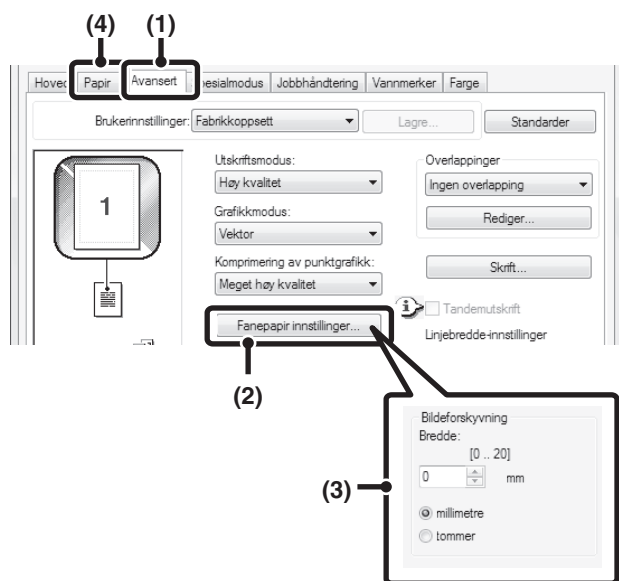 (4) (1)
Hoved Papir Avansert Spesialmodus Jobbhåndtering Vannmerker Farge
Brukerinnstillinger: Fabrikkoppsett Lagre... Standarder
Utskriftsmodus:
Høy kvalitet
Grafikkmodus:
Vektor
Komprimering av punktgrafikk:
Meget høy kvalitet
Fanepapir innstillinger...
Overlappinger
Ingen overlapping
Rediger...
Skrift...
Tandemutskrift
Linjebredde-innstillinger
1
(2)
(3)
Bildeforskyvning
Bredde:
[0 .. 20]
0 mm
millimetre
tommer